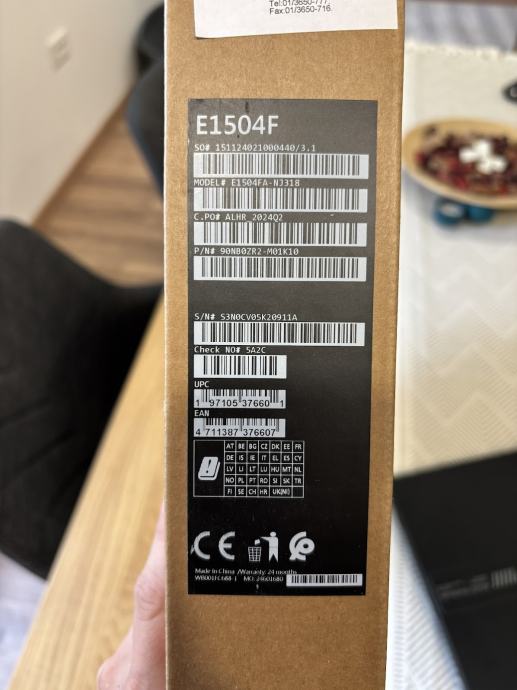 Tel:01/3650-777,
Fax:01/3650-716.
E1504F
SO# 151124021000440/3.1
MODEL# E1504FA-NJ318
C.PO# ALHR 2024Q2
P/N# 90NB0ZR2-M01K10
S/N# S3N0CV05K20911A
Check NO# 5A2C
UPC
1 97105 37660 1
EAN
4 711387 376607
AT BE BG CZ DK EE FR
DE IS IE IT EL ES CY
LV LI LT LU HU MT NL
NO PL PT RO SI SK TR
FI SE CH HR UK(NI)
CE
Made In China /Warranty: 24 months